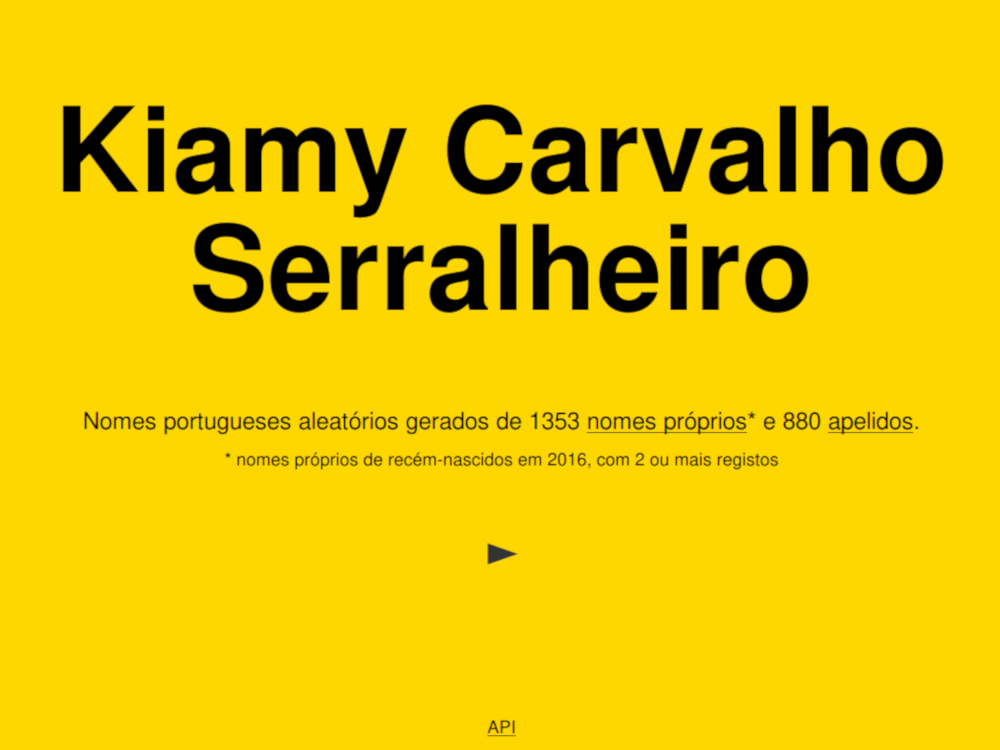 Kiamy Carvalho
Serralheiro
Nomes portugueses aleatórios gerados de 1353 nomes próprios* e 880 apelidos.
* nomes próprios de recém-nascidos em 2016, com 2 ou mais registos
API